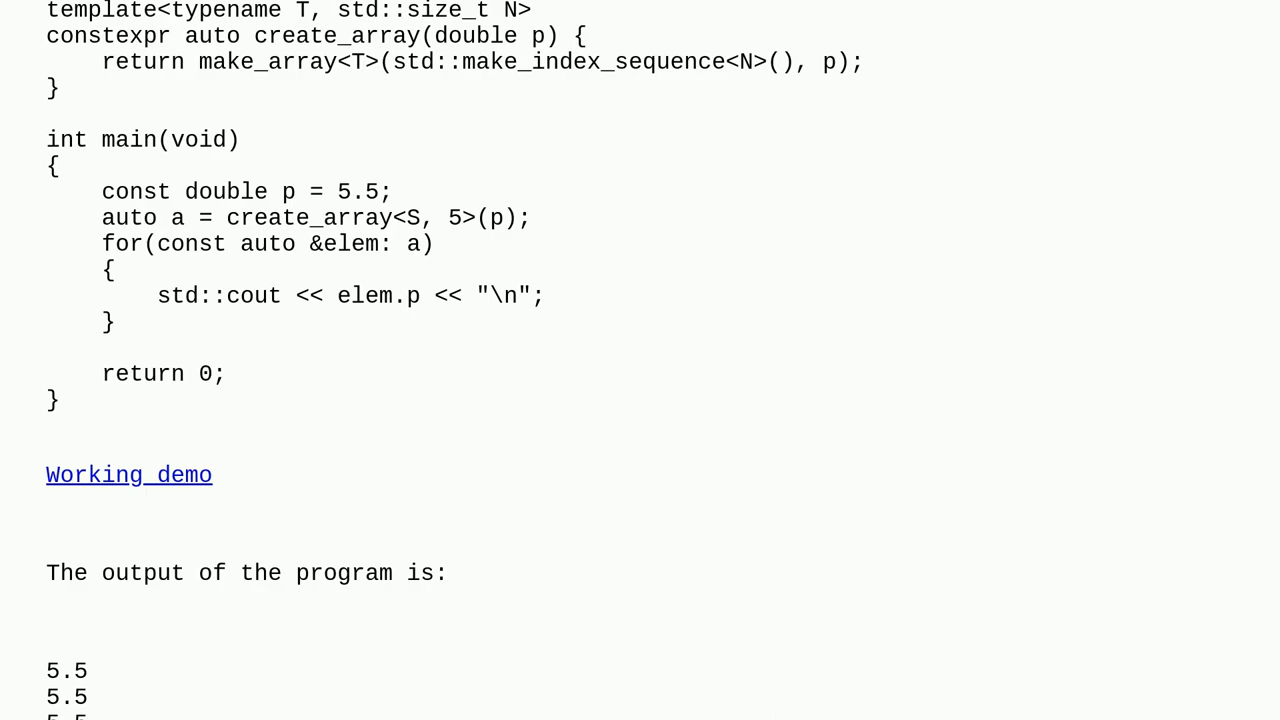 template<typename T, std::size_t N>
constexpr auto create_array(double p) {
    return make_array<T>(std::make_index_sequence<N>(), p);
}

int main(void)
{
    const double p = 5.5;
    auto a = create_array<S, 5>(p);
    for(const auto &elem: a)
    {
        std::cout << elem.p << "\n";
    }

    return 0;
}

Working demo

The output of the program is:

5.5
5.5
5.5